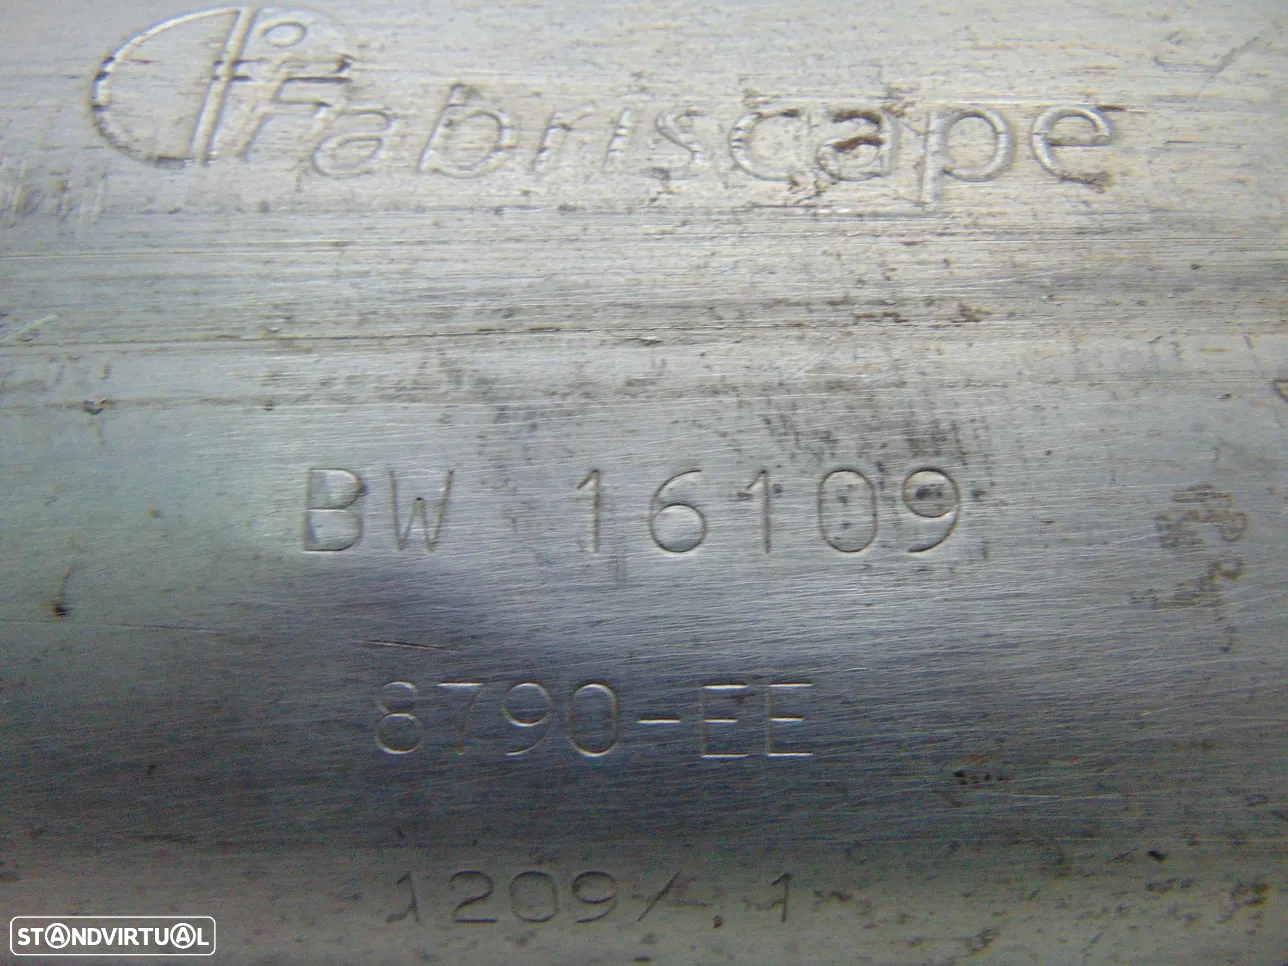 Fabriscape
BW 16109
8790-EE
1209/.1
STANDVIRTUAL